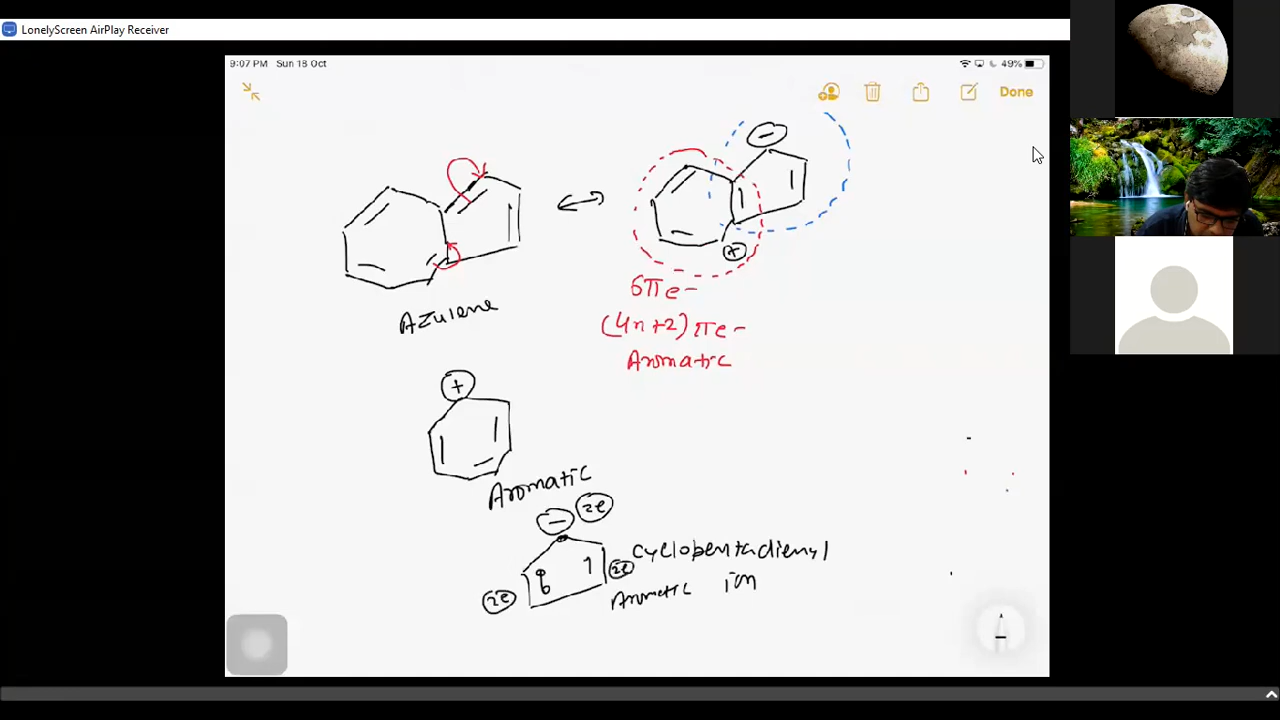 LonelyScreen AirPlay Receiver
9:07 PM Sun 18 Oct
49%
Done
Azulene
6πe-
(4n+2)πe-
Aromatic
+
-
+
Aromatic
- 2e
2e
2e
cyclopentadienyl
Aromatic ion